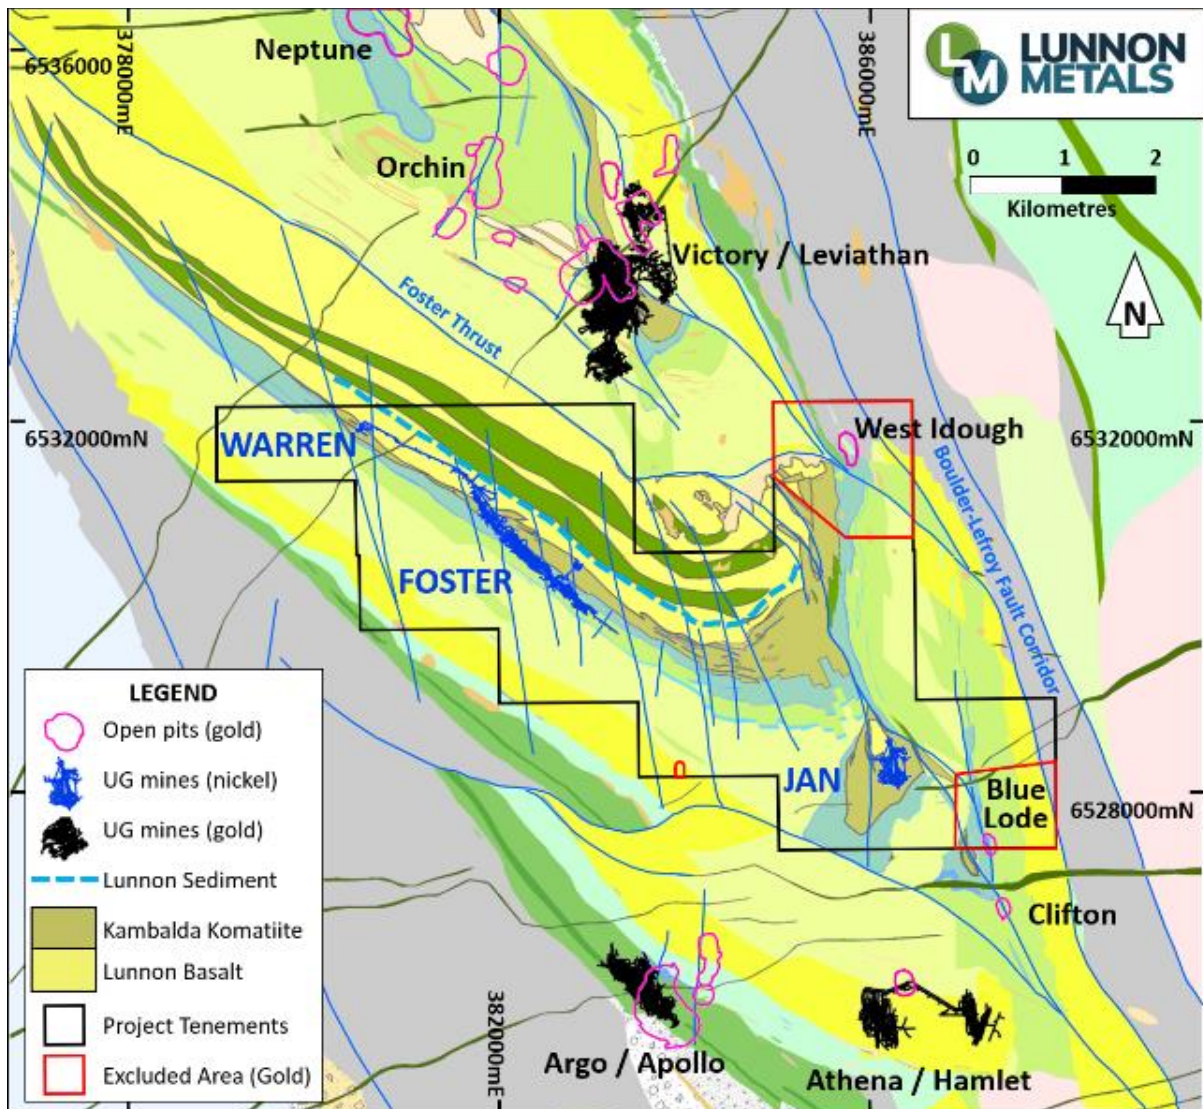 Neptune
6536000
378000mE
386000mE
LM
LUNNON
METALS
Orchin
0 1 2
Kilometres
Victory / Leviathan
Foster Thrust
N
6532000mN
WARREN
West Idough
6532000mN
Boulder-Lefroy Fault Corridor
FOSTER
LEGEND
Open pits (gold)
UG mines (nickel)
UG mines (gold)
Lunnon Sediment
Kambalda Komatiite
Lunnon Basalt
Project Tenements
Excluded Area (Gold)
JAN
Blue
Lode
6528000mN
Clifton
382000mE
Argo / Apollo
Athena / Hamlet